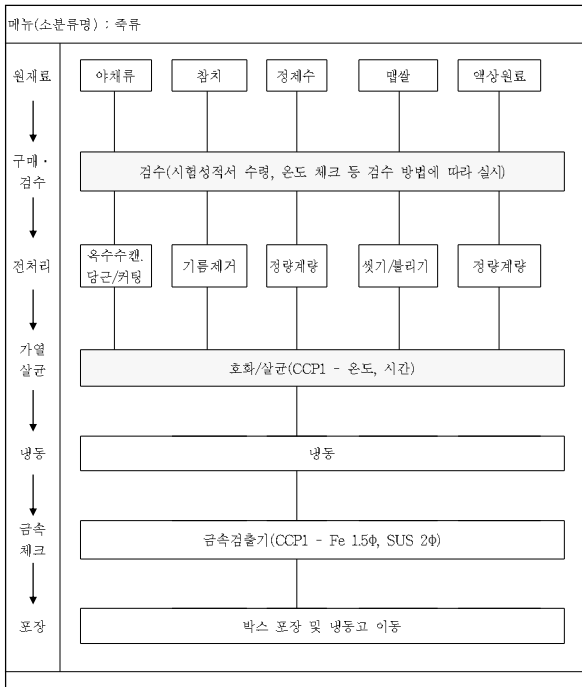 메뉴(소분류명) : 죽류
원재료
야채류
참치
정제수
맵쌀
액상원료
구매·
검수
검수(시험성적서 수령, 온도 체크 등 검수 방법에 따라 실시)
전처리
옥수수캔.
당근/커팅
기름제거
정량계량
씻기/불리기
정량계량
가열
살균
호화/살균(CCP1 - 온도, 시간)
냉동
냉동
금속
체크
금속검출기(CCP1 - Fe 1.5Φ, SUS 2Φ)
포장
박스 포장 및 냉동고 이동